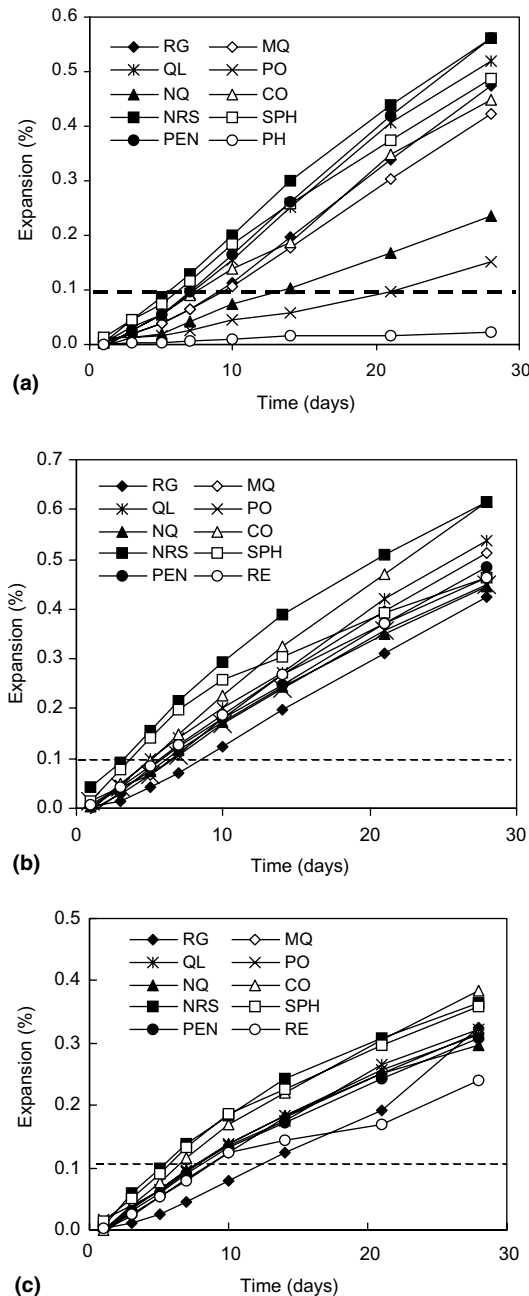 0.6
0.5
0.4
0.3
0.2
0.1
0.0
Expansion (%)
RG MQ
QL PO
NQ CO
NRS SPH
PEN PH
0 10 20 30
Time (days)
(a)
0.7
0.6
0.5
0.4
0.3
0.2
0.1
0.0
Expansion (%)
RG MQ
QL PO
NQ CO
NRS SPH
PEN RE
0 10 20 30
Time (days)
(b)
0.5
0.4
0.3
0.2
0.1
0.0
Expansion (%)
RG MQ
QL PO
NQ CO
NRS SPH
PEN RE
0 10 20 30
Time (days)
(c)